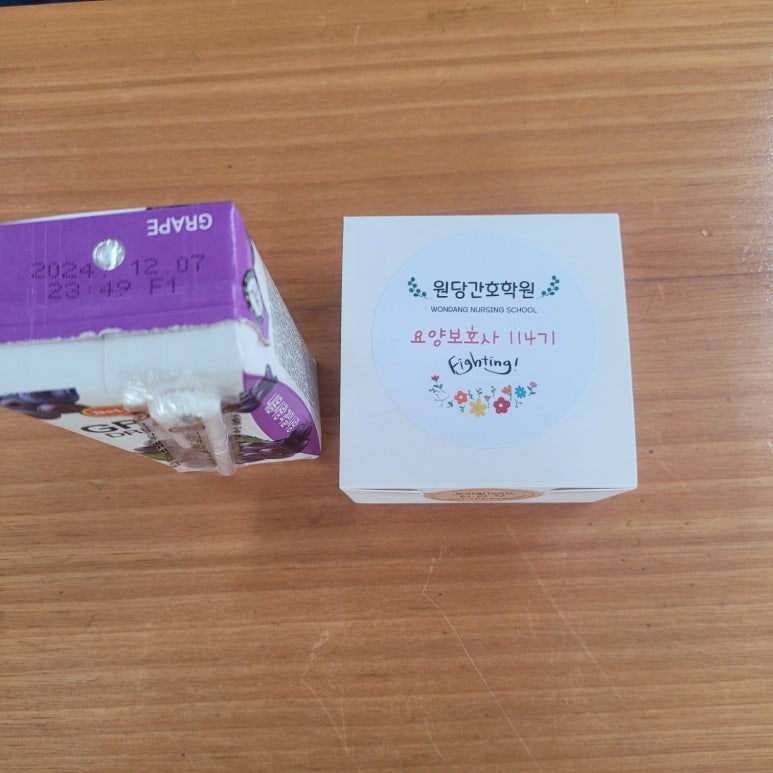 GRAPE
2024. 12.07
23:49 F1
원당간호학원
WONDANG NURSING SCHOOL
요양보호사 114기
Fighting!